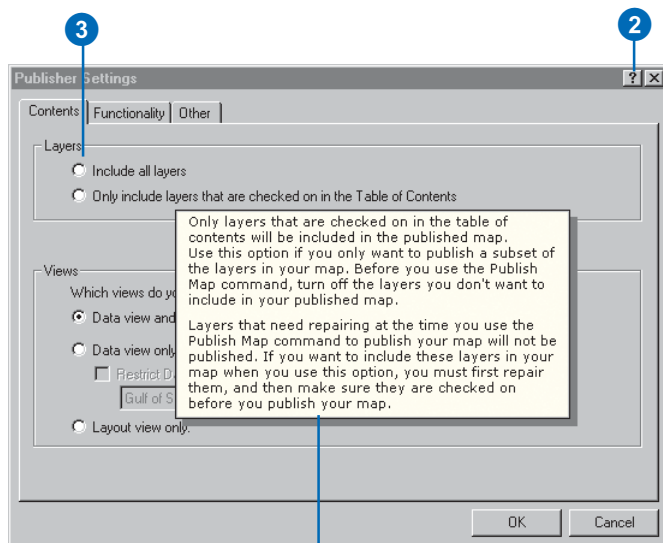 3
2
Publisher Settings
? X
Contents Functionality Other
Layers
Include all layers
Only include layers that are checked on in the Table of Contents
Only layers that are checked on in the table of
contents will be included in the published map.
Use this option if you only want to publish a subset of
the layers in your map. Before you use the Publish
Map command, turn off the layers you don't want to
include in your published map.
Layers that need repairing at the time you use the
Publish Map command to publish your map will not be
published. If you want to include these layers in your
map when you use this option, you must first repair
them, and then make sure they are checked on
before you publish your map.
Views
Which views do
Data view and
Data view only
Restrict
Gulf of
Layout view only.
OK Cancel